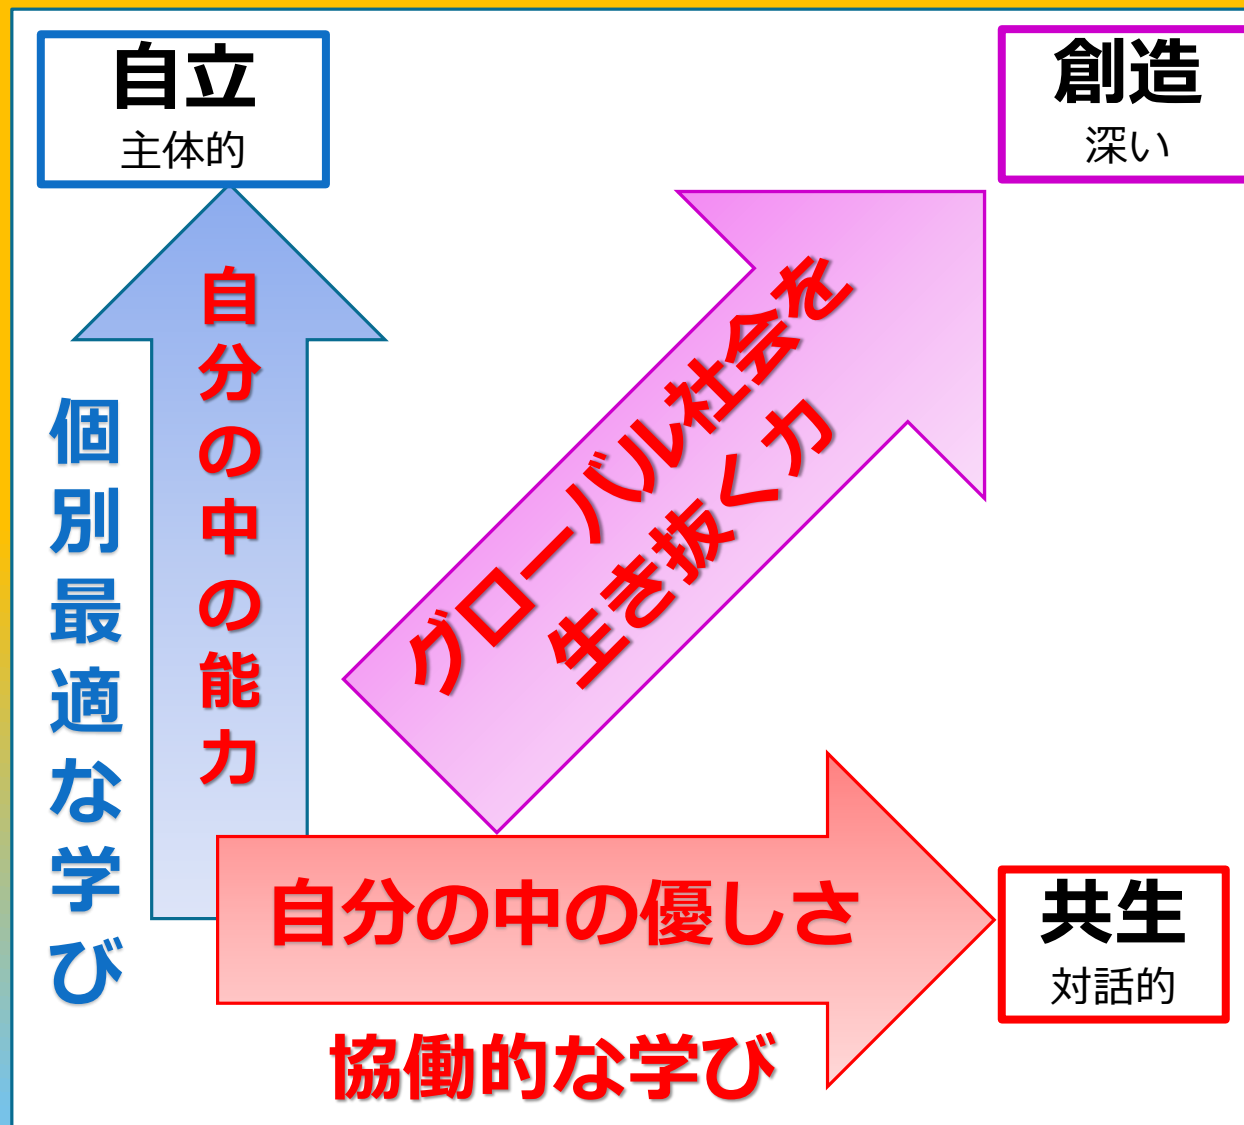 自立
主体的
創造
深い
自分の中の能力
個別最適な学び
グローバル社会を
生き抜く力
自分の中の優しさ
共生
対話的
協働的な学び